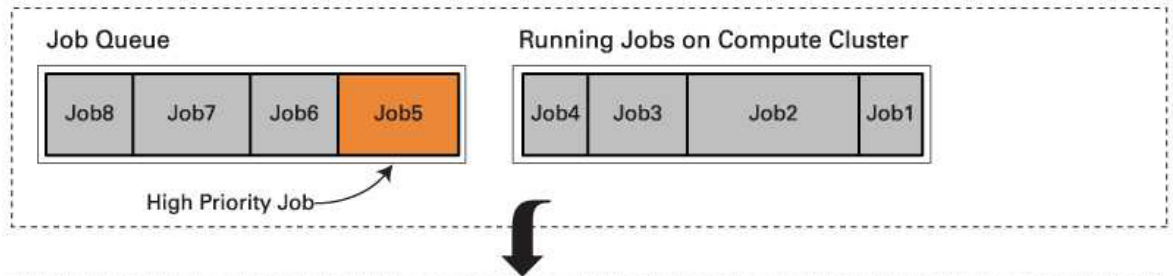 Job Queue
Running Jobs on Compute Cluster
Job8 Job7 Job6 Job5
Job4 Job3 Job2 Job1
High Priority Job